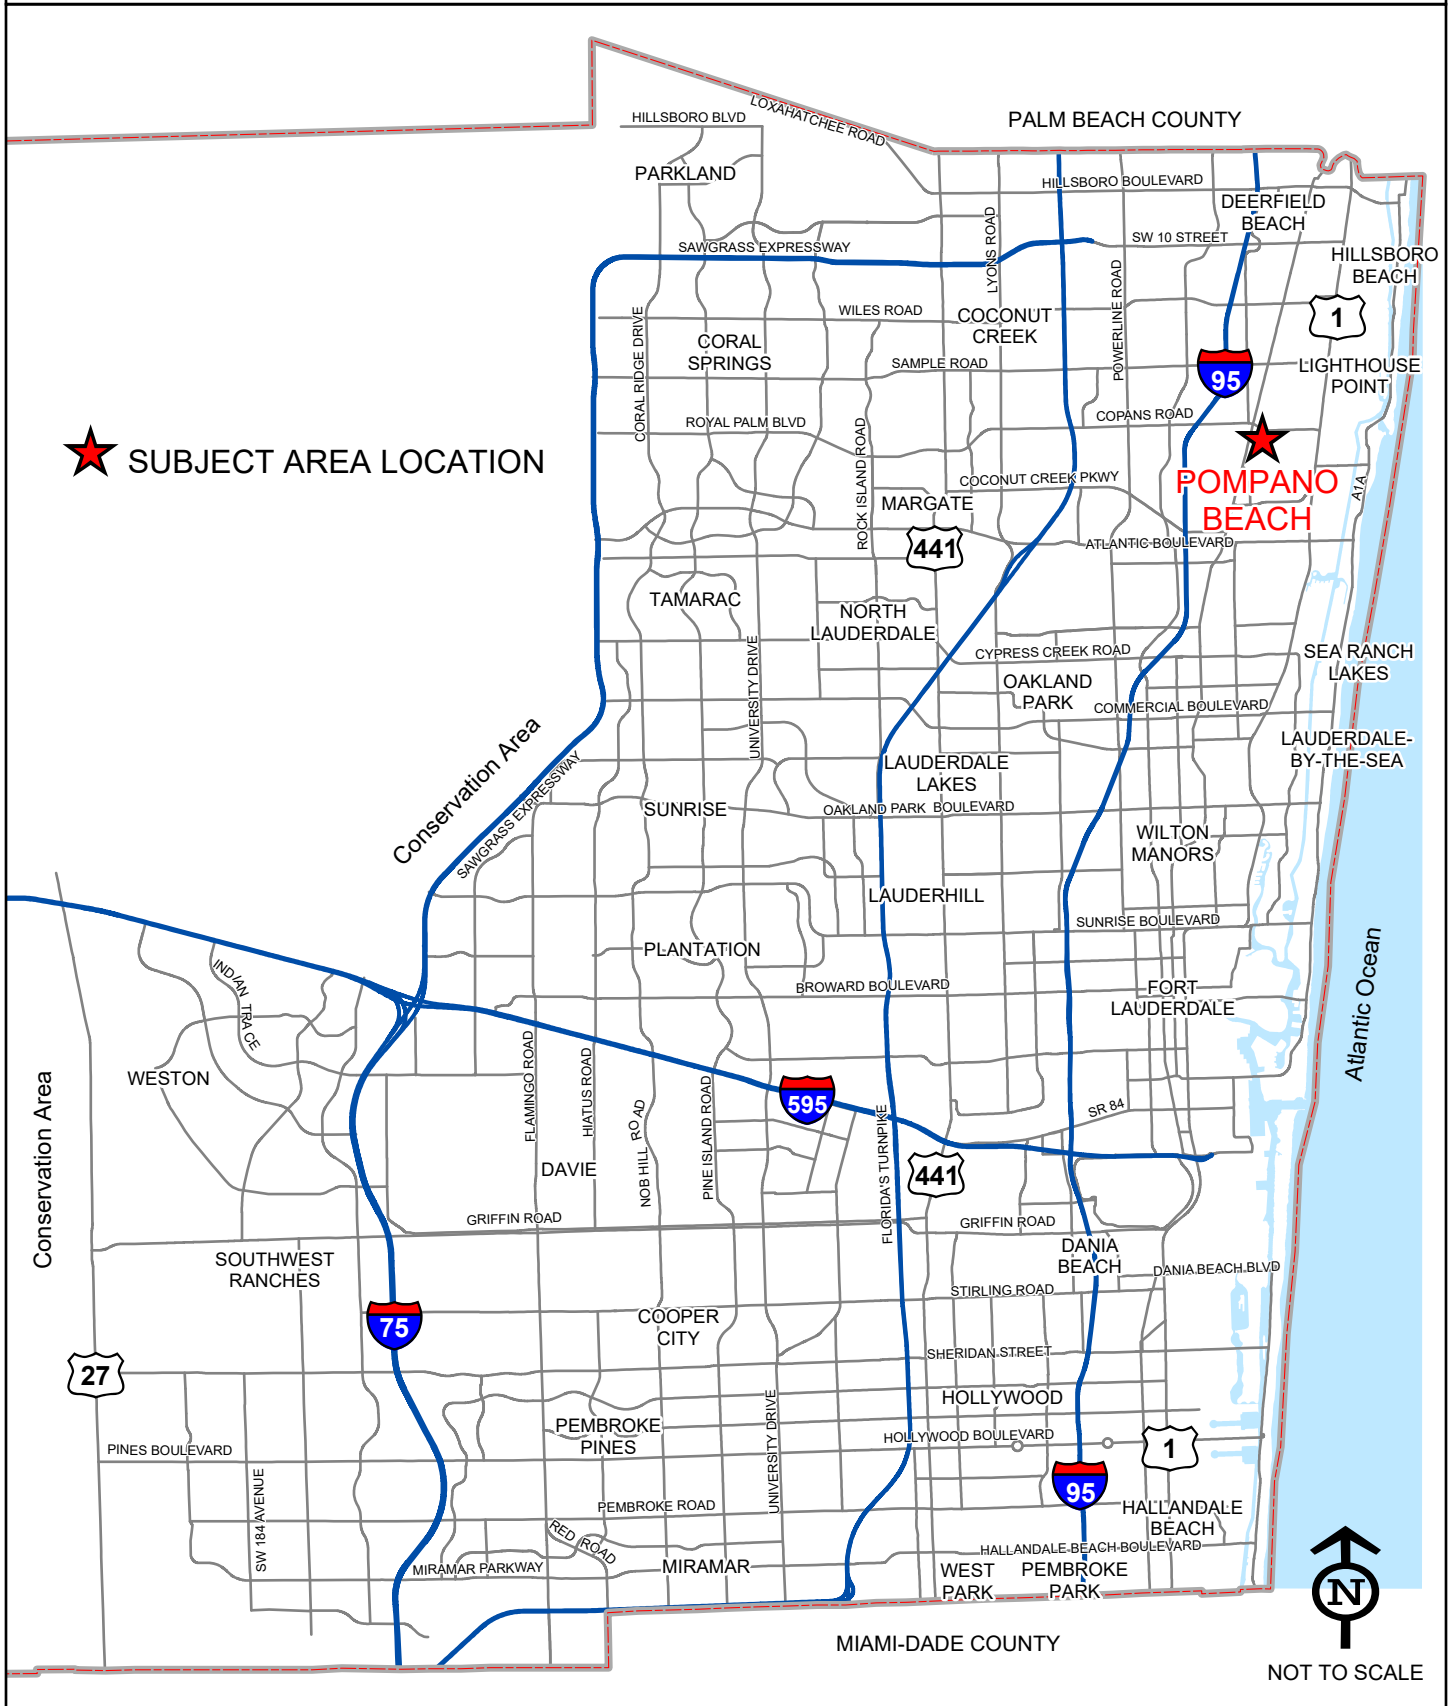 LOXAHATCHEE ROAD
HILLSBORO BLVD
PALM BEACH COUNTY
PARKLAND
HILLSBORO BOULEVARD
DEERFIELD
BEACH
LYONS ROAD
SW 10 STREET
SAWGRASS EXPRESSWAY
HILLSBORO
BEACH
POWERLINE ROAD
1
CORAL RIDGE DRIVE
WILES ROAD
COCONUT
CREEK
CORAL
SPRINGS
SAMPLE ROAD
95
LIGHTHOUSE
POINT
COPANS ROAD
ROYAL PALM BLVD
ROCK ISLAND ROAD
SUBJECT AREA LOCATION
POMPANO
BEACH
A1A
COCONUT CREEK PKWY
MARGATE
441
ATLANTIC BOULEVARD
TAMARAC
NORTH
LAUDERDALE
UNIVERSITY DRIVE
CYPRESS CREEK ROAD
SEA RANCH
LAKES
OAKLAND
PARK
COMMERCIAL BOULEVARD
Conservation Area
SAWGRASS EXPRESSWAY
LAUDERDALE-
BY-THE-SEA
LAUDERDALE
LAKES
SUNRISE
OAKLAND PARK BOULEVARD
WILTON
MANORS
LAUDERHILL
SUNRISE BOULEVARD
PLANTATION
INDIAN TRACE
BROWARD BOULEVARD
FORT
LAUDERDALE
Atlantic Ocean
WESTON
Conservation Area
FLAMINGO ROAD
HIATUS ROAD
NOB HILL ROAD
PINE ISLAND ROAD
595
FLORIDA'S TURNPIKE
SR 84
DAVIE
441
GRIFFIN ROAD
GRIFFIN ROAD
SOUTHWEST
RANCHES
DANIA
BEACH
DANIA BEACH BLVD
STIRLING ROAD
75
COOPER
CITY
27
SHERIDAN STREET
HOLLYWOOD
UNIVERSITY DRIVE
PEMBROKE
PINES
HOLLYWOOD BOULEVARD
1
PINES BOULEVARD
SW 184 AVENUE
95
PEMBROKE ROAD
HALLANDALE
BEACH
RED ROAD
HALLANDALE BEACH BOULEVARD
MIRAMAR PARKWAY
MIRAMAR
WEST
PARK
PEMBROKE
PARK
N
MIAMI-DADE COUNTY
NOT TO SCALE